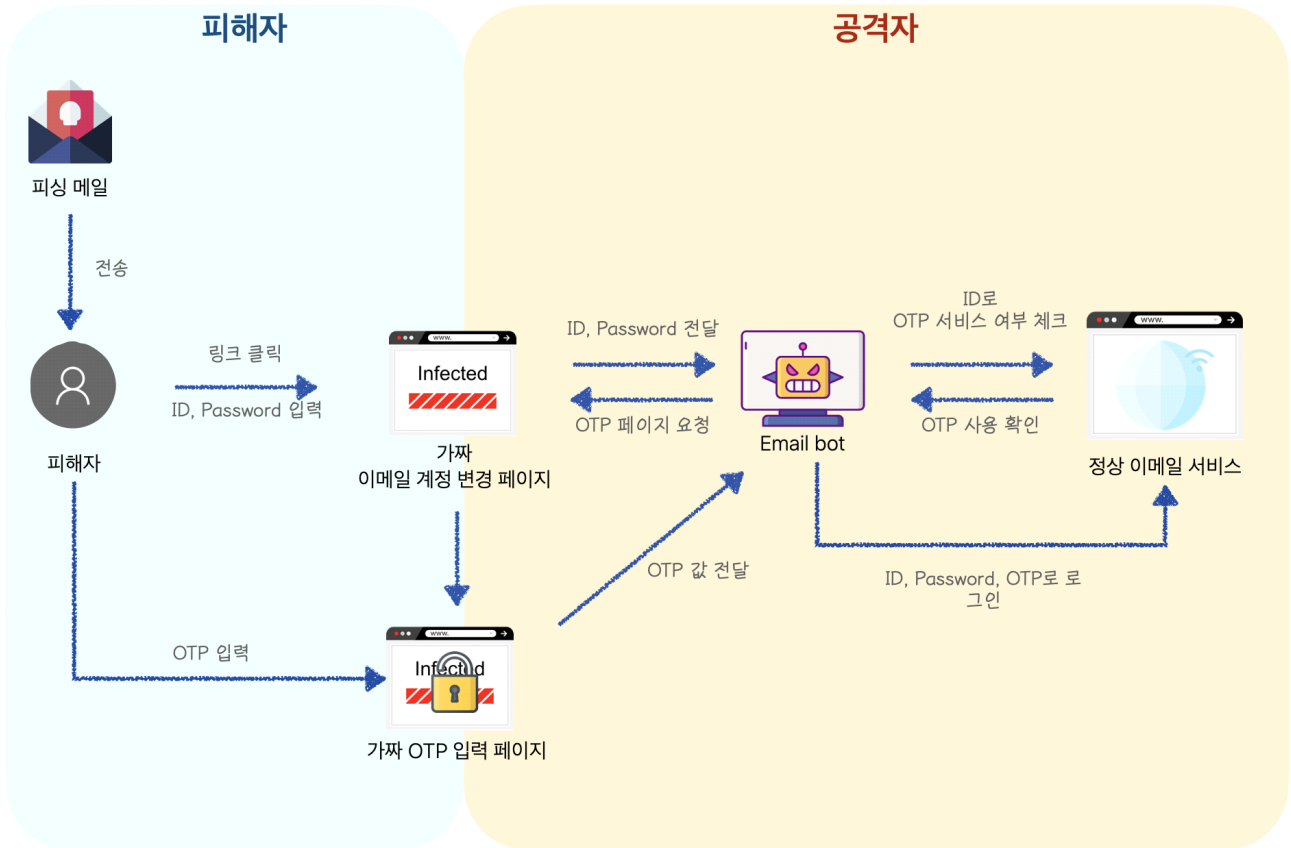 피해자
공격자
피싱 메일
전송
링크 클릭
ID, Password 입력
피해자
www.
Infected
가짜
이메일 계정 변경 페이지
ID, Password 전달
OTP 페이지 요청
Email bot
ID로
OTP 서비스 여부 체크
OTP 사용 확인
www.
정상 이메일 서비스
OTP 값 전달
ID, Password, OTP로 로
그인
OTP 입력
www.
Infected
가짜 OTP 입력 페이지